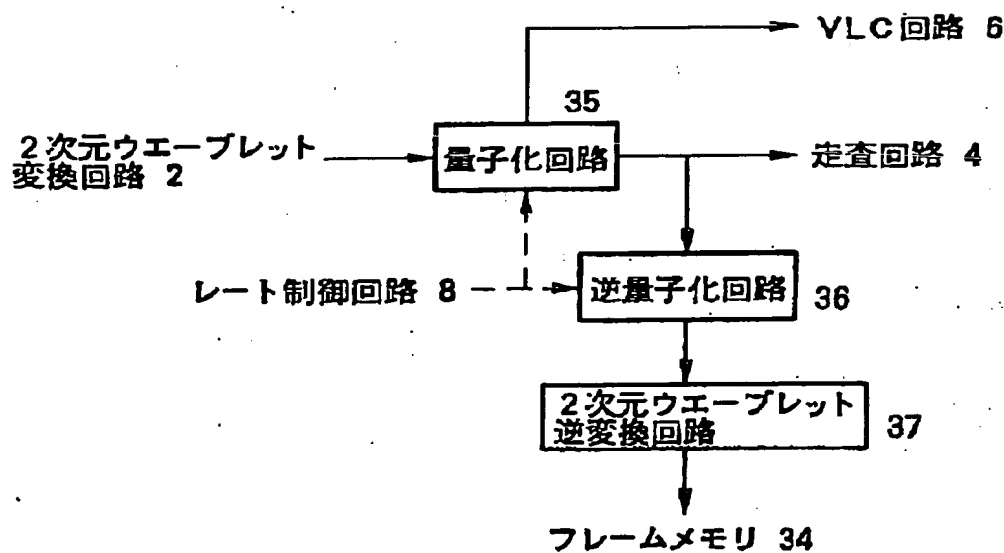 VLC回路 6
35
2次元ウエーブレット
変換回路 2
量子化回路
走査回路 4
レート制御回路 8
逆量子化回路
36
2次元ウエーブレット
逆変換回路
37
フレームメモリ 34